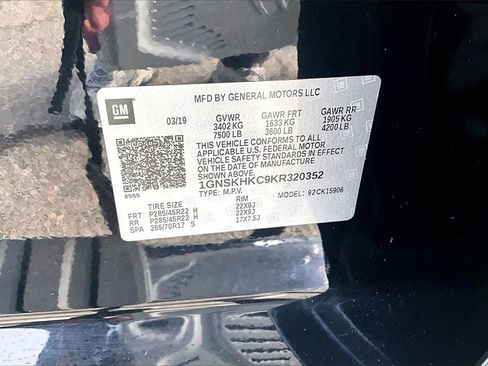 MFD BY GENERAL MOTORS LLC
GM
03/19 GVWR GAWR FRT GAWR RR
3402 KG 1633 KG 1905 KG
7500 LB 3600 LB 4200 LB
THIS VEHICLE CONFORMS TO ALL
APPLICABLE U.S. FEDERAL MOTOR
VEHICLE SAFETY STANDARDS IN EFFECT
ON THE DATE OF MANUFACTURE
SHOWN ABOVE.
1GNSKHKC9KR320352
TYPE: M.P.V. MODEL: 92CK15906
8555
TIRE SIZE RIM
FRT P285/45R22 H 22X9J
RR P285/45R22 H 22X9J
SPA 265/70R17 S 17X7.5J